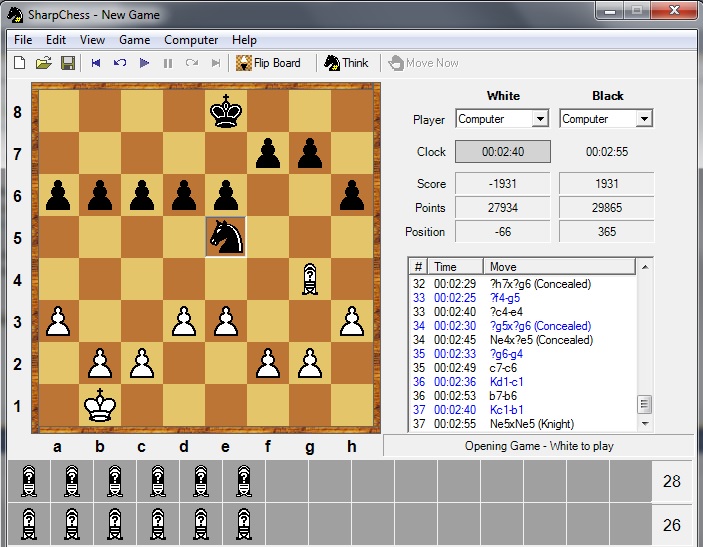 SharpChess - New Game
File Edit View Game Computer Help
Flip Board Think Move Now
White Black
Player Computer Computer
Clock 00:02:40 00:02:55
Score -1931 1931
Points 27934 29865
Position -66 365
# Time Move
32 00:02:29 ?h7x?g6 (Concealed)
33 00:02:25 ?f4-g5
33 00:02:40 ?c4-e4
34 00:02:30 ?g5x?g6 (Concealed)
34 00:02:45 Ne4x?e5 (Concealed)
35 00:02:33 ?g6-g4
35 00:02:49 c7-c6
36 00:02:36 Kd1-c1
36 00:02:53 b7-b6
37 00:02:40 Kc1-b1
37 00:02:55 Ne5xNe5 (Knight)
Opening Game - White to play
8
7
6
5
4
3
2
1
a b c d e f g h
? ? ? ? ? ? 28
? ? ? ? ? ? 26